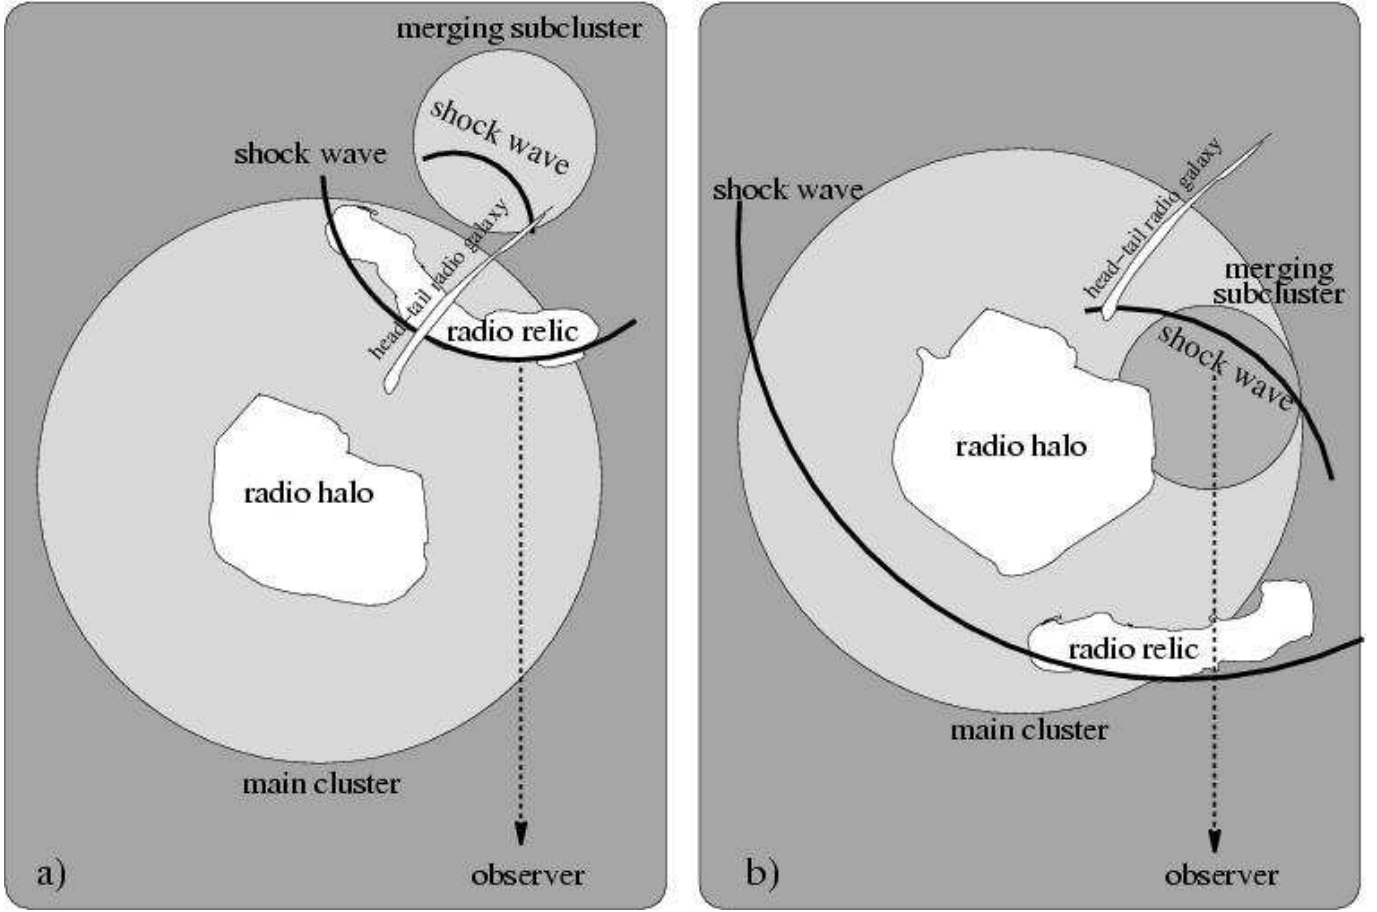 merging subcluster
shock wave
shock wave
head-tail radio galaxy
radio relic
radio halo
main cluster
a)
observer
shock wave
head-tail radio galaxy
merging
subcluster
shock wave
radio halo
radio relic
main cluster
b)
observer